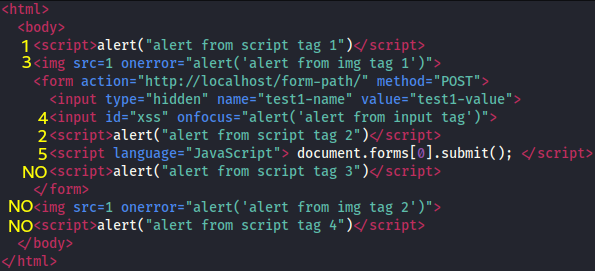 <html>
<body>
1 <script>alert("alert from script tag 1")</script>
3 <img src=1 onerror="alert('alert from img tag 1')">
<form action="http://localhost/form-path/" method="POST">
<input type="hidden" name="test1-name" value="test1-value">
4 <input id="xss" onfocus="alert('alert from input tag')">
2 <script>alert("alert from script tag 2")</script>
5 <script language="JavaScript"> document.forms[0].submit(); </script>
NO <script>alert("alert from script tag 3")</script>
</form>
NO <img src=1 onerror="alert('alert from img tag 2')">
NO <script>alert("alert from script tag 4")</script>
</body>
</html>